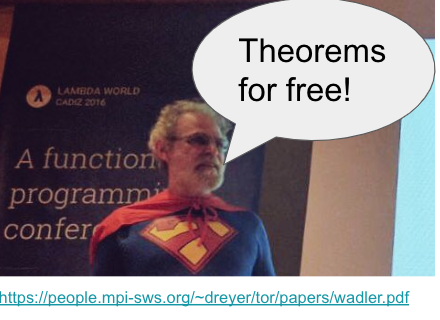 Theorems
for free!
λ
LAMBDA WORLD
CADIZ 2016
A function
programmi
confer
https://people.mpi-sws.org/~dreyer/tor/papers/wadler.pdf